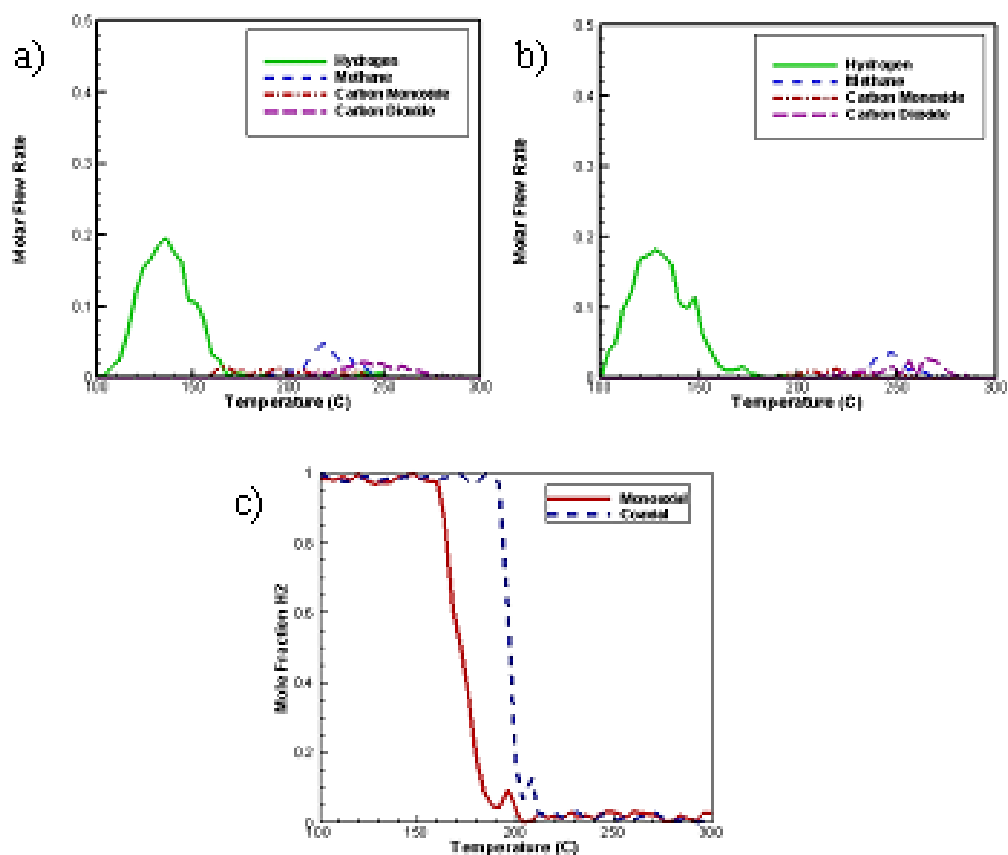 a)
0.5
0.4
0.3
0.2
0.1
0
100
150
200
250
300
Molar Flow Rate
Temperature (C)
Hydrogen
Methane
Carbon Monoxide
Carbon Dioxide
b)
0.5
0.4
0.3
0.2
0.1
0
100
150
200
250
300
Molar Flow Rate
Temperature (C)
Hydrogen
Methane
Carbon Monoxide
Carbon Dioxide
c)
1
0.8
0.6
0.4
0.2
0
100
150
200
250
300
Mole Fraction H2
Temperature (C)
Monoaxial
Coaxial